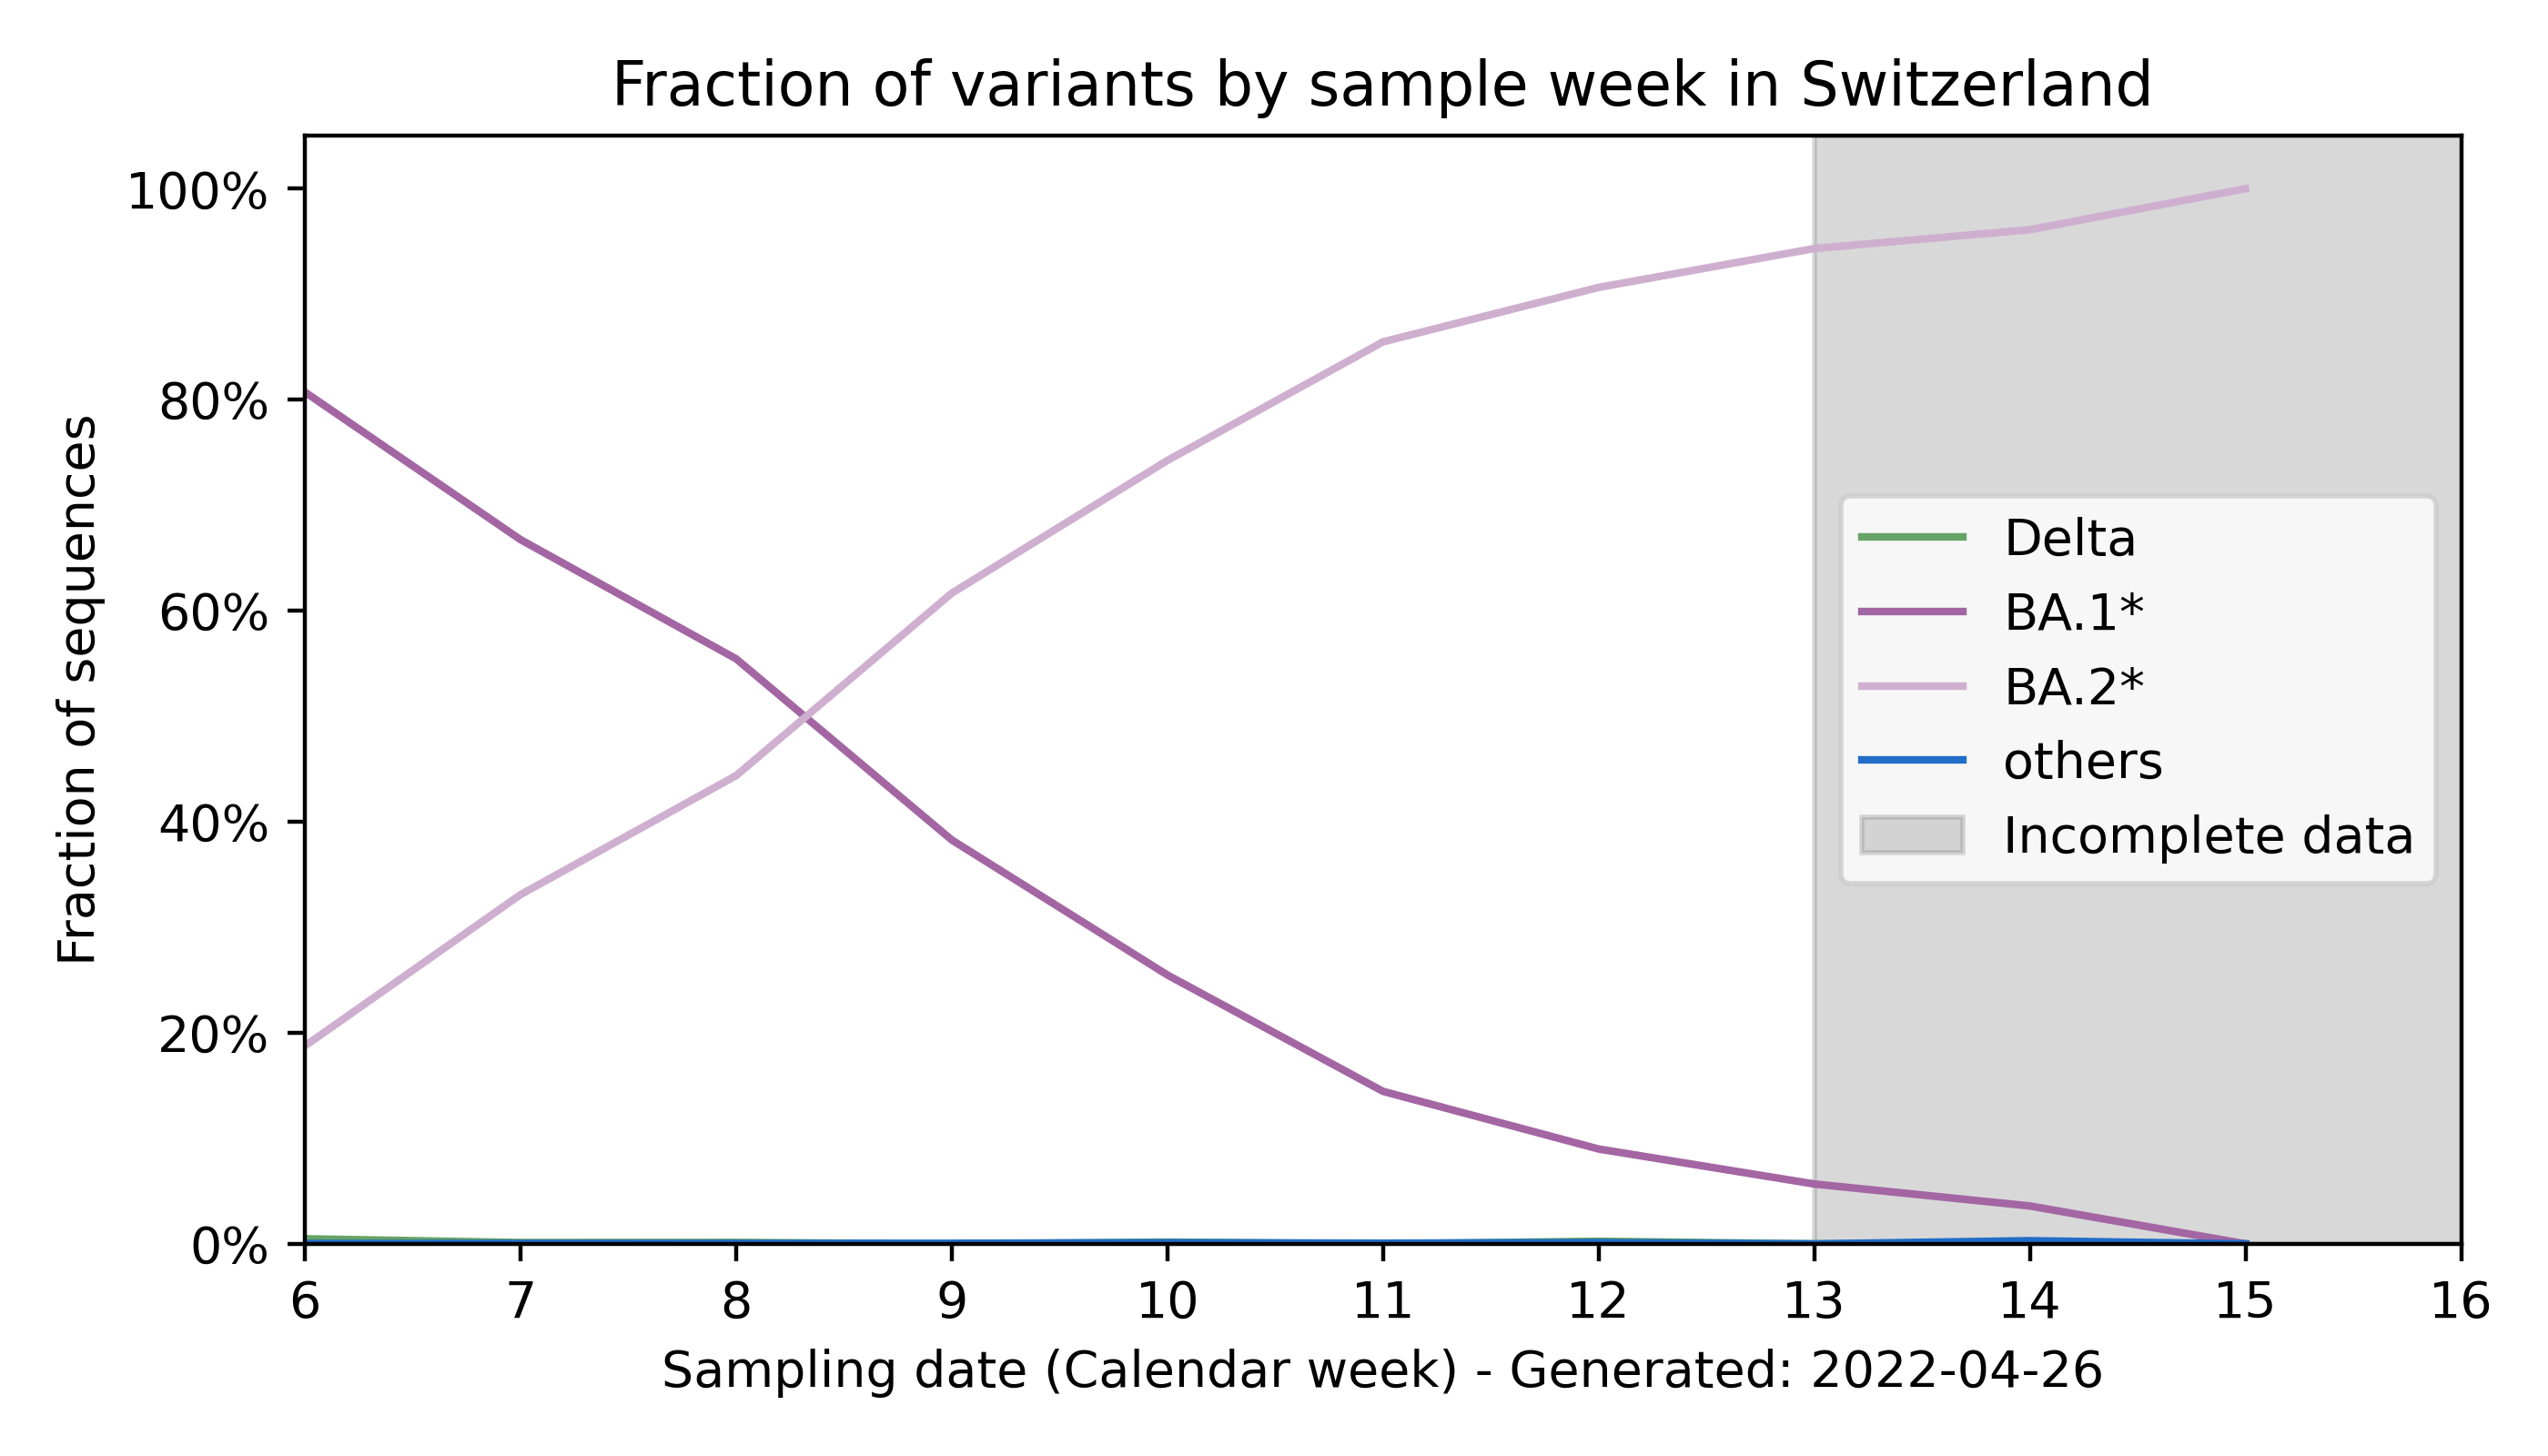 Fraction of variants by sample week in Switzerland
Fraction of sequences
100%
80%
60%
40%
20%
0%
Delta
BA.1*
BA.2*
others
Incomplete data
6 7 8 9 10 11 12 13 14 15 16
Sampling date (Calendar week) - Generated: 2022-04-26